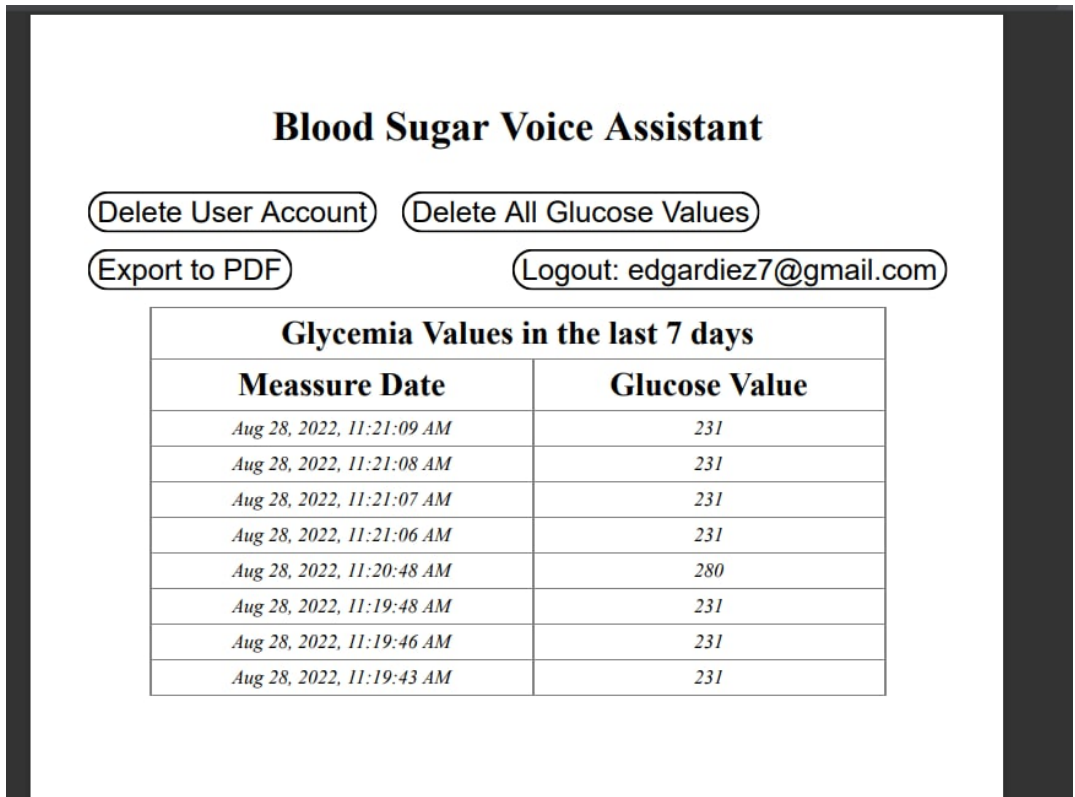 Blood Sugar Voice Assistant
Delete User Account Delete All Glucose Values
Export to PDF Logout: edgardiez7@gmail.com
Glycemia Values in the last 7 days
Meassure Date Glucose Value
Aug 28, 2022, 11:21:09 AM 231
Aug 28, 2022, 11:21:08 AM 231
Aug 28, 2022, 11:21:07 AM 231
Aug 28, 2022, 11:21:06 AM 231
Aug 28, 2022, 11:20:48 AM 280
Aug 28, 2022, 11:19:48 AM 231
Aug 28, 2022, 11:19:46 AM 231
Aug 28, 2022, 11:19:43 AM 231